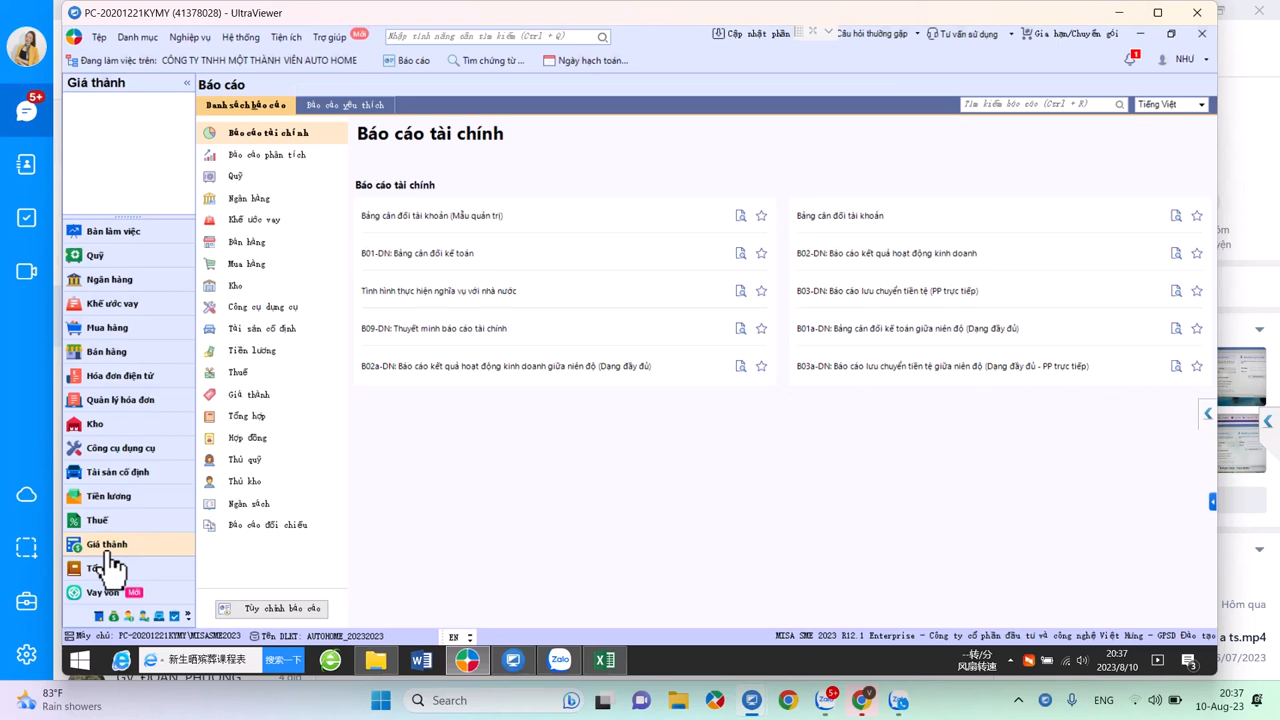 PC-20201221KYMY (41378028) - UltraViewer
Tệp Danh mục Nghiệp vụ Hệ thống Tiện ích Trợ giúp Mới Nhập tính năng cần tìm kiếm (Ctrl + Q) Cập nhật phần Câu hỏi thường gặp Tư vấn sử dụng Gia hạn/Chuyển gói
Đang làm việc trên: CÔNG TY TNHH MỘT THÀNH VIÊN AUTO HOME Báo cáo Tìm chứng từ ... Ngày hạch toán... 1 NHƯ
Giá thành
Báo cáo
Danh sách báo cáo Báo cáo yêu thích Tìm kiếm báo cáo (Ctrl + R) Tiếng Việt
5+
Bàn làm việc
Quỹ
Ngân hàng
Khế ước vay
Mua hàng
Bán hàng
Hóa đơn điện tử
Quản lý hóa đơn
Kho
Công cụ dụng cụ
Tài sản cố định
Tiền lương
Thuế
Giá thành
Vay vốn Mới
Báo cáo tài chính
Báo cáo phân tích
Quỹ
Ngân hàng
Khế ước vay
Bán hàng
Mua hàng
Kho
Công cụ dụng cụ
Tài sản cố định
Tiền lương
Thuế
Giá thành
Tổng hợp
Hợp đồng
Thủ quỹ
Thủ kho
Ngân sách
Báo cáo đối chiếu
Tùy chỉnh báo cáo
Báo cáo tài chính
Báo cáo tài chính
Bảng cân đối tài khoản (Mẫu quản trị) Bảng cân đối tài khoản
B01-DN: Bảng cân đối kế toán B02-DN: Báo cáo kết quả hoạt động kinh doanh
Tình hình thực hiện nghĩa vụ với nhà nước B03-DN: Báo cáo lưu chuyển tiền tệ (PP trực tiếp)
B09-DN: Thuyết minh báo cáo tài chính B01a-DN: Bảng cân đối kế toán giữa niên độ (Dạng đầy đủ)
B02a-DN: Báo cáo kết quả hoạt động kinh doanh giữa niên độ (Dạng đầy đủ) B03a-DN: Báo cáo lưu chuyển tiền tệ giữa niên độ (Dạng đầy đủ - PP trực tiếp)
Hôm qua
a ts.mp4
/07/2023
Máy chủ: PC-20201221KYMY\MISASME2023 Tên DLKT: AUTOHOME_20232023 EN MISA SME 2023 R12.1 Enterprise - Công ty cổ phần đầu tư và công nghệ Việt Hưng - GPSD Đào tạo
新生晒殡葬课程表 搜索一下 Zalo --转/分
风扇转速 20:37
2023/8/10
83°F
Rain showers
Search 5+ ENG 20:37
10-Aug-23